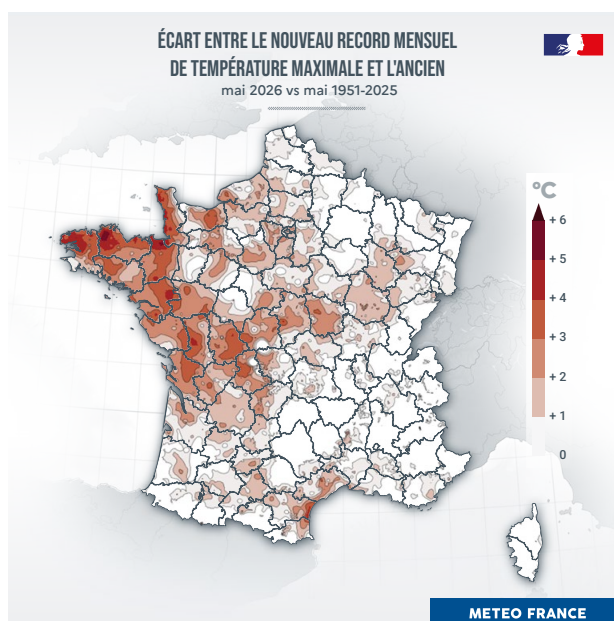 ÉCART ENTRE LE NOUVEAU RECORD MENSUEL
DE TEMPÉRATURE MAXIMALE ET L'ANCIEN
mai 2026 vs mai 1951-2025
°C
+ 6
+ 5
+ 4
+ 3
+ 2
+ 1
0
METEO FRANCE